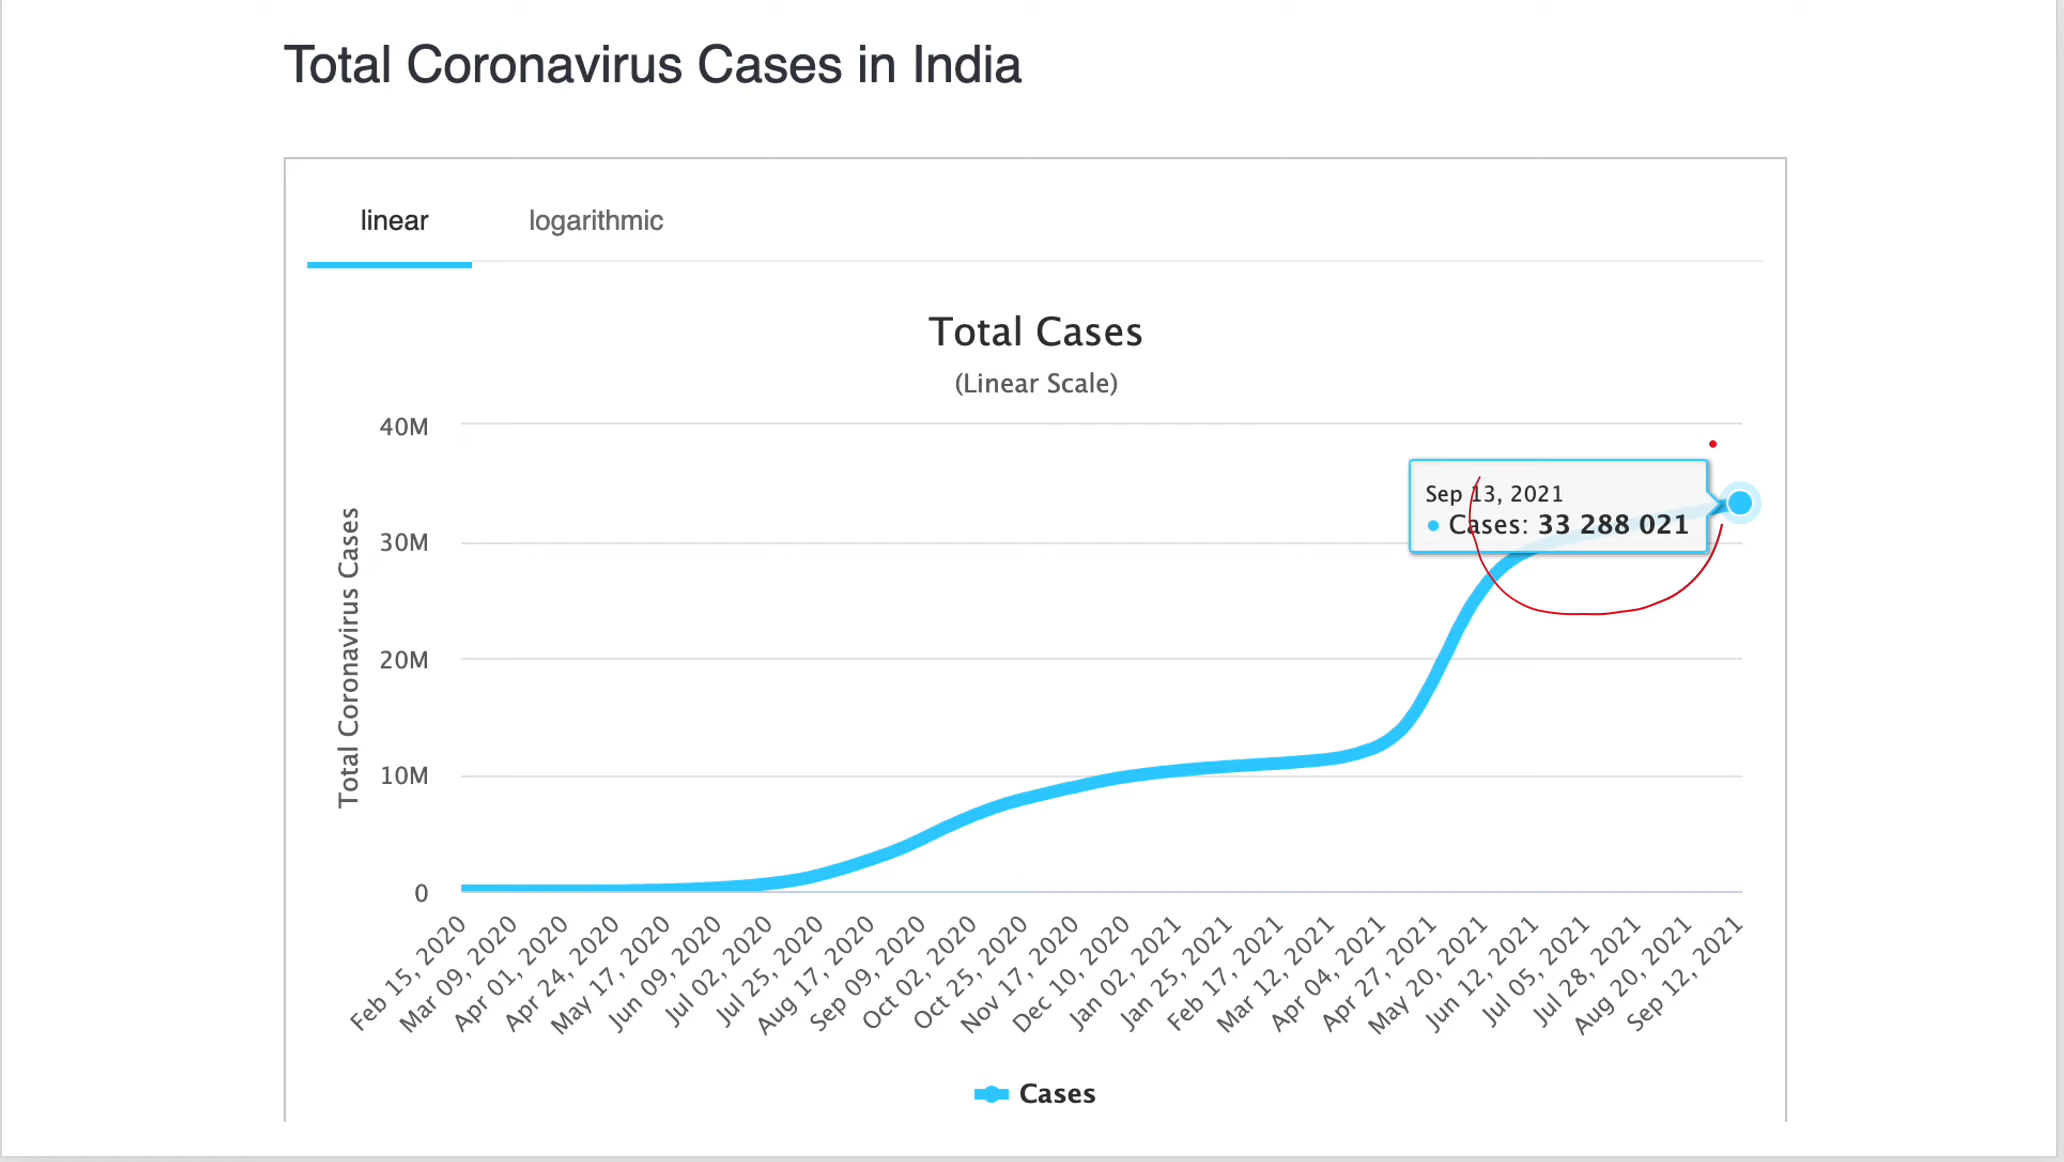 Total Coronavirus Cases in India
linear
logarithmic
Total Cases
(Linear Scale)
Total Coronavirus Cases
40M
30M
20M
10M
0
Sep 13, 2021
Cases: 33 288 021
Feb 15, 2020
Mar 09, 2020
Apr 01, 2020
Apr 24, 2020
May 17, 2020
Jun 09, 2020
Jul 02, 2020
Jul 25, 2020
Aug 17, 2020
Sep 09, 2020
Oct 02, 2020
Oct 25, 2020
Nov 17, 2020
Dec 10, 2020
Jan 02, 2021
Jan 25, 2021
Feb 17, 2021
Mar 12, 2021
Apr 04, 2021
Apr 27, 2021
May 20, 2021
Jun 12, 2021
Jul 05, 2021
Jul 28, 2021
Aug 20, 2021
Sep 12, 2021
Cases